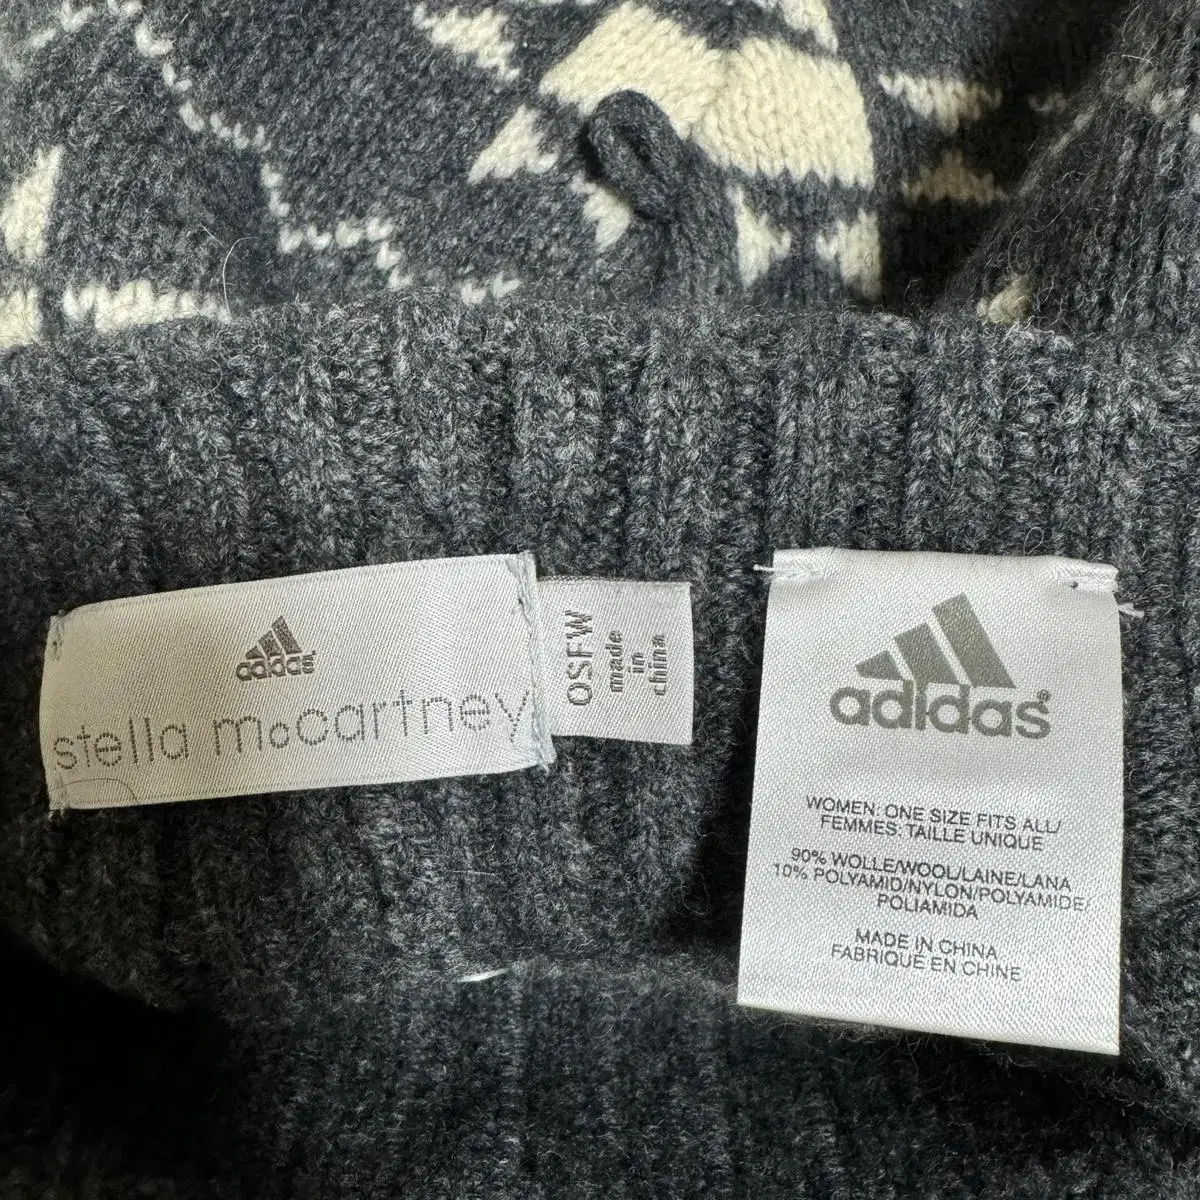 adidas
stella mcCartney
OSFW
made
in
china
adidas®
WOMEN: ONE SIZE FITS ALL/
FEMMES: TAILLE UNIQUE
90% WOLLE/WOOL/LAINE/LANA
10% POLYAMID/NYLON/POLYAMIDE/
POLIAMIDA
MADE IN CHINA
FABRIQUE EN CHINE